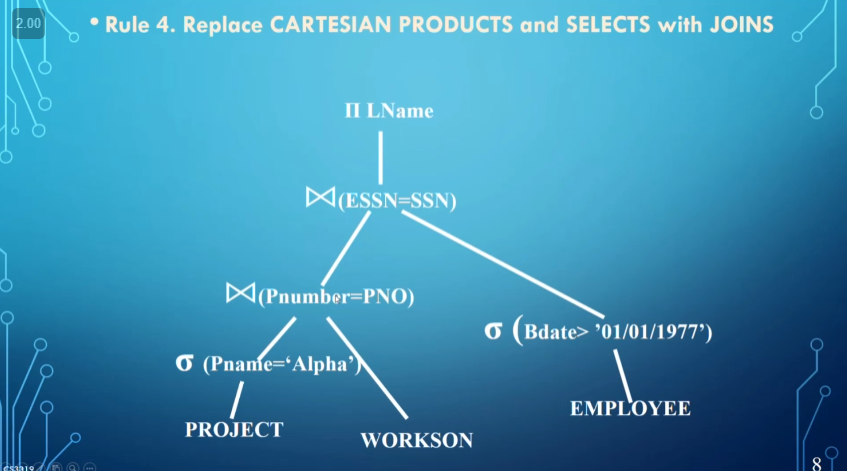 2.00
• Rule 4. Replace CARTESIAN PRODUCTS and SELECTS with JOINS
Π LName
⋈(ESSN=SSN)
⋈(Pnumber=PNO)
σ (Bdate> ’01/01/1977’)
σ (Pname=‘Alpha’)
EMPLOYEE
PROJECT
WORKSON
CS3319
8